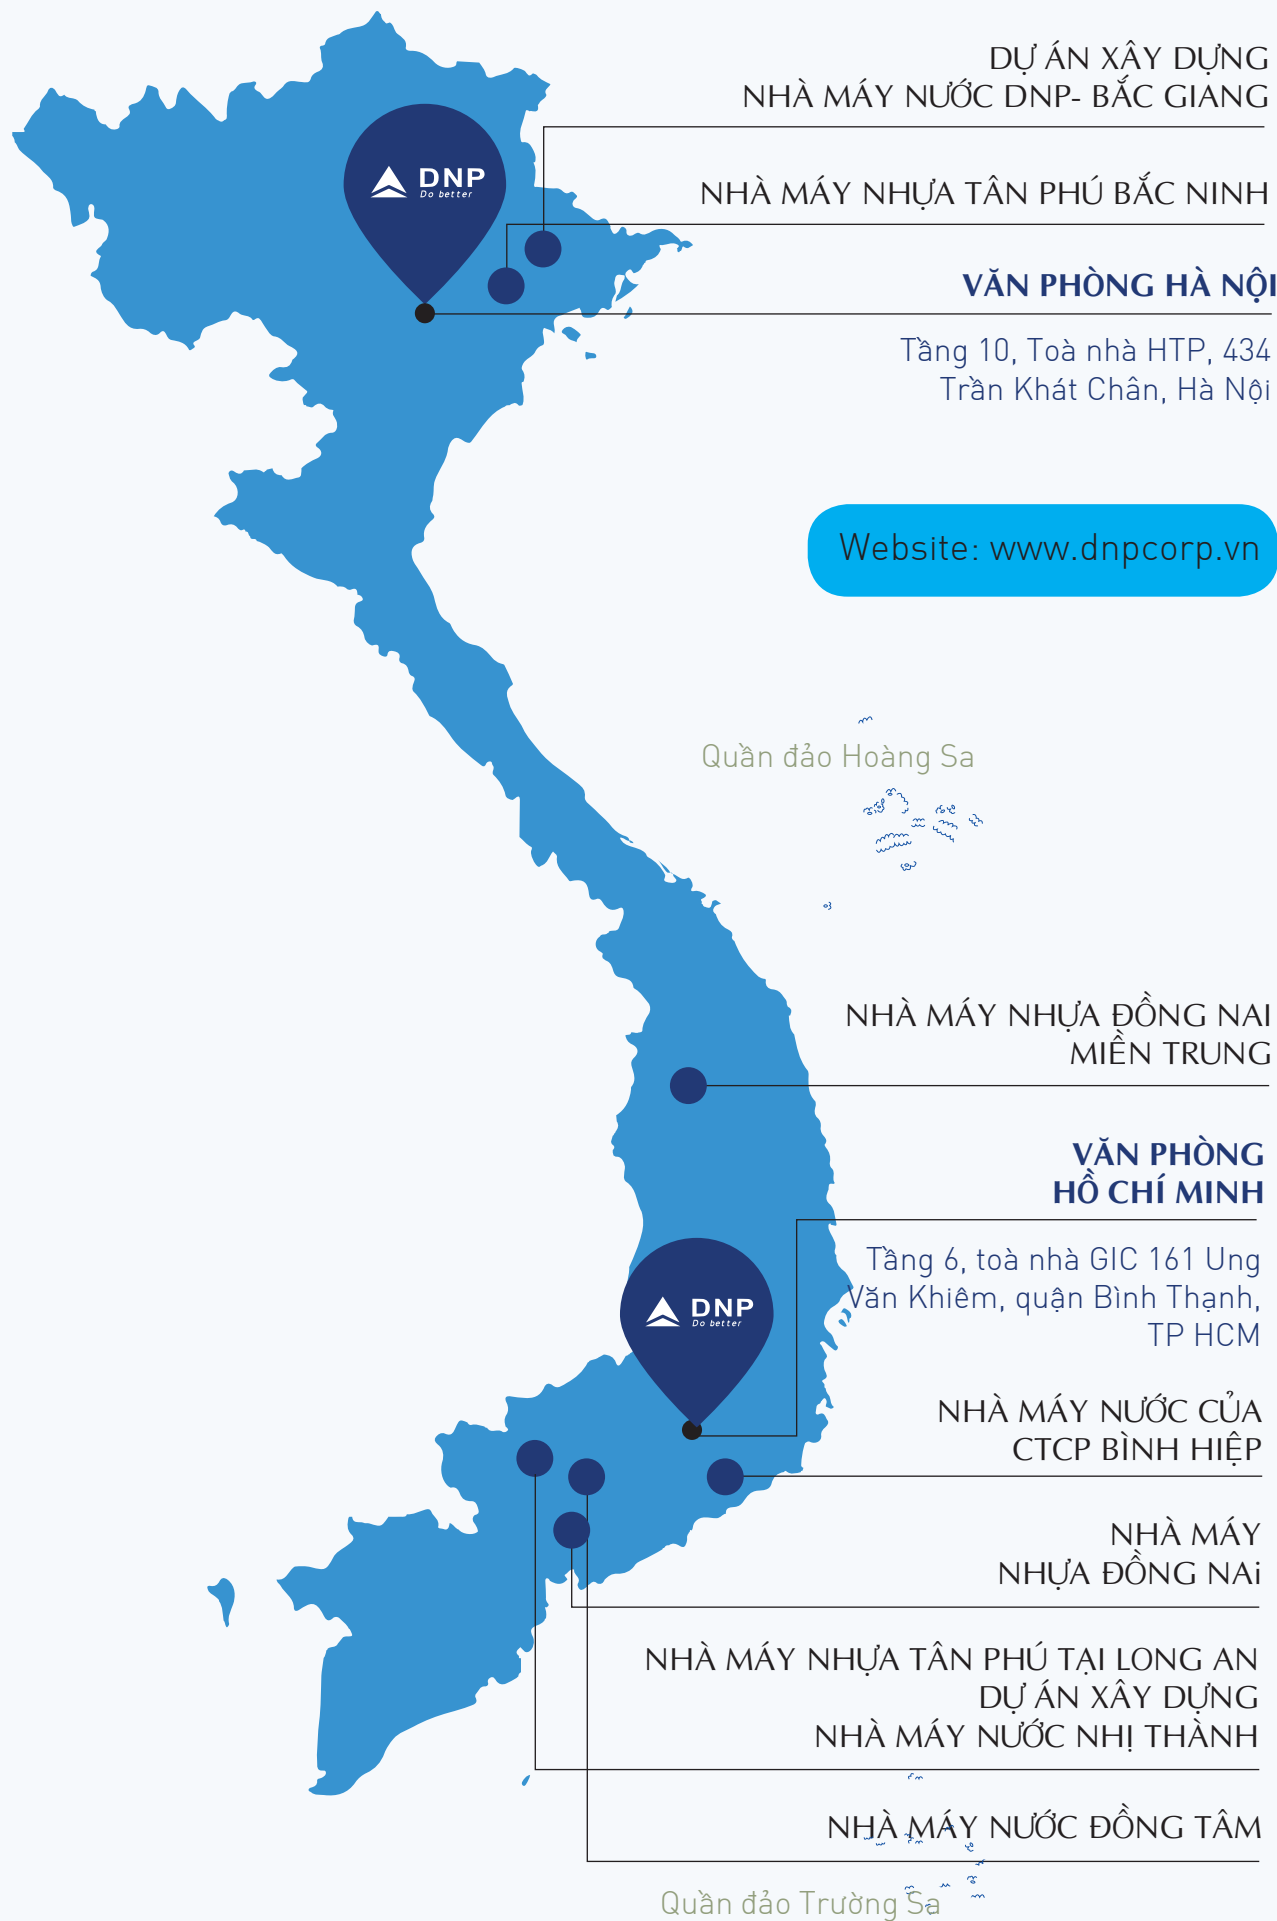 DỰ ÁN XÂY DỰNG
NHÀ MÁY NƯỚC DNP- BẮC GIANG
DNP
Do better
NHÀ MÁY NHỰA TÂN PHÚ BẮC NINH
VĂN PHÒNG HÀ NỘI
Tầng 10, Toà nhà HTP, 434
Trần Khát Chân, Hà Nội
Website: www.dnpcorp.vn
Quần đảo Hoàng Sa
NHÀ MÁY NHỰA ĐỒNG NAI
MIỀN TRUNG
VĂN PHÒNG
HỒ CHÍ MINH
Tầng 6, toà nhà GIC 161 Ung
Văn Khiêm, quận Bình Thạnh,
TP HCM
DNP
Do better
NHÀ MÁY NƯỚC CỦA
CTCP BÌNH HIỆP
NHÀ MÁY
NHỰA ĐỒNG NAi
NHÀ MÁY NHỰA TÂN PHÚ TẠI LONG AN
DỰ ÁN XÂY DỰNG
NHÀ MÁY NƯỚC NHỊ THÀNH
NHÀ MÁY NƯỚC ĐỒNG TÂM
Quần đảo Trường Sa